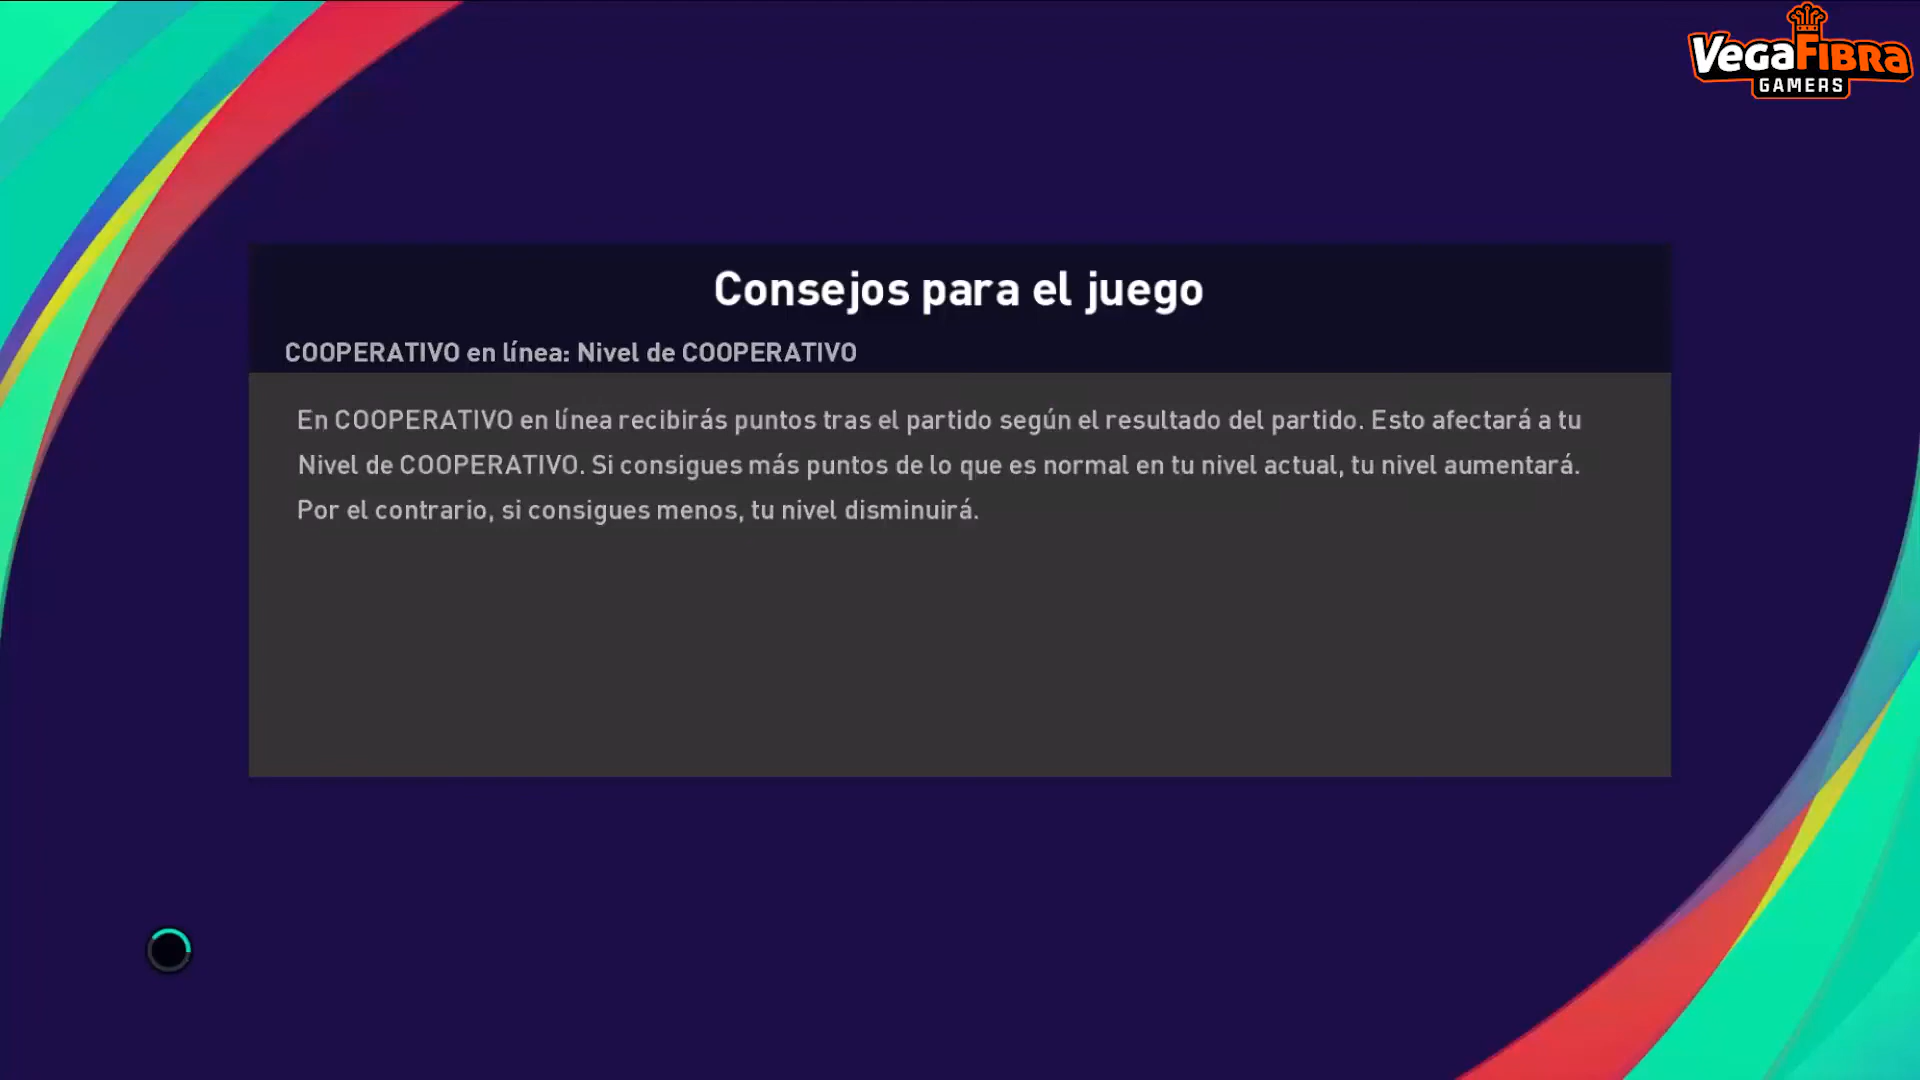 VegaFibra
GAMERS
Consejos para el juego
COOPERATIVO en línea: Nivel de COOPERATIVO
En COOPERATIVO en línea recibirás puntos tras el partido según el resultado del partido. Esto afectará a tu
Nivel de COOPERATIVO. Si consigues más puntos de lo que es normal en tu nivel actual, tu nivel aumentará.
Por el contrario, si consigues menos, tu nivel disminuirá.